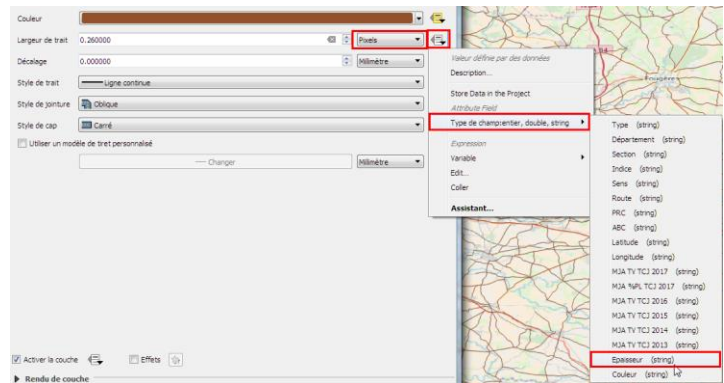 Couleur
Largeur de trait 0.260000 Pixels
Décalage 0.000000 Millimètre
Style de trait Ligne continue
Style de jointure Oblique
Style de cap Carré
Utiliser un modèle de tiret personnalisé
Changer Millimètre
Activer la couche Effets
Rendu de couche
Valeur définie par des données
Description...
Store Data in the Project
Attribute Field
Type de champ:entier, double, string
Expression
Variable
Edit...
Coller
Assistant...
Type (string)
Département (string)
Section (string)
Indice (string)
Sens (string)
Route (string)
PRC (string)
ABC (string)
Latitude (string)
Longitude (string)
MJA TV TCJ 2017 (string)
MJA %PL TCJ 2017 (string)
MJA TV TCJ 2016 (string)
MJA TV TCJ 2015 (string)
MJA TV TCJ 2014 (string)
MJA TV TCJ 2013 (string)
Epaisseur (string)
Couleur (string)